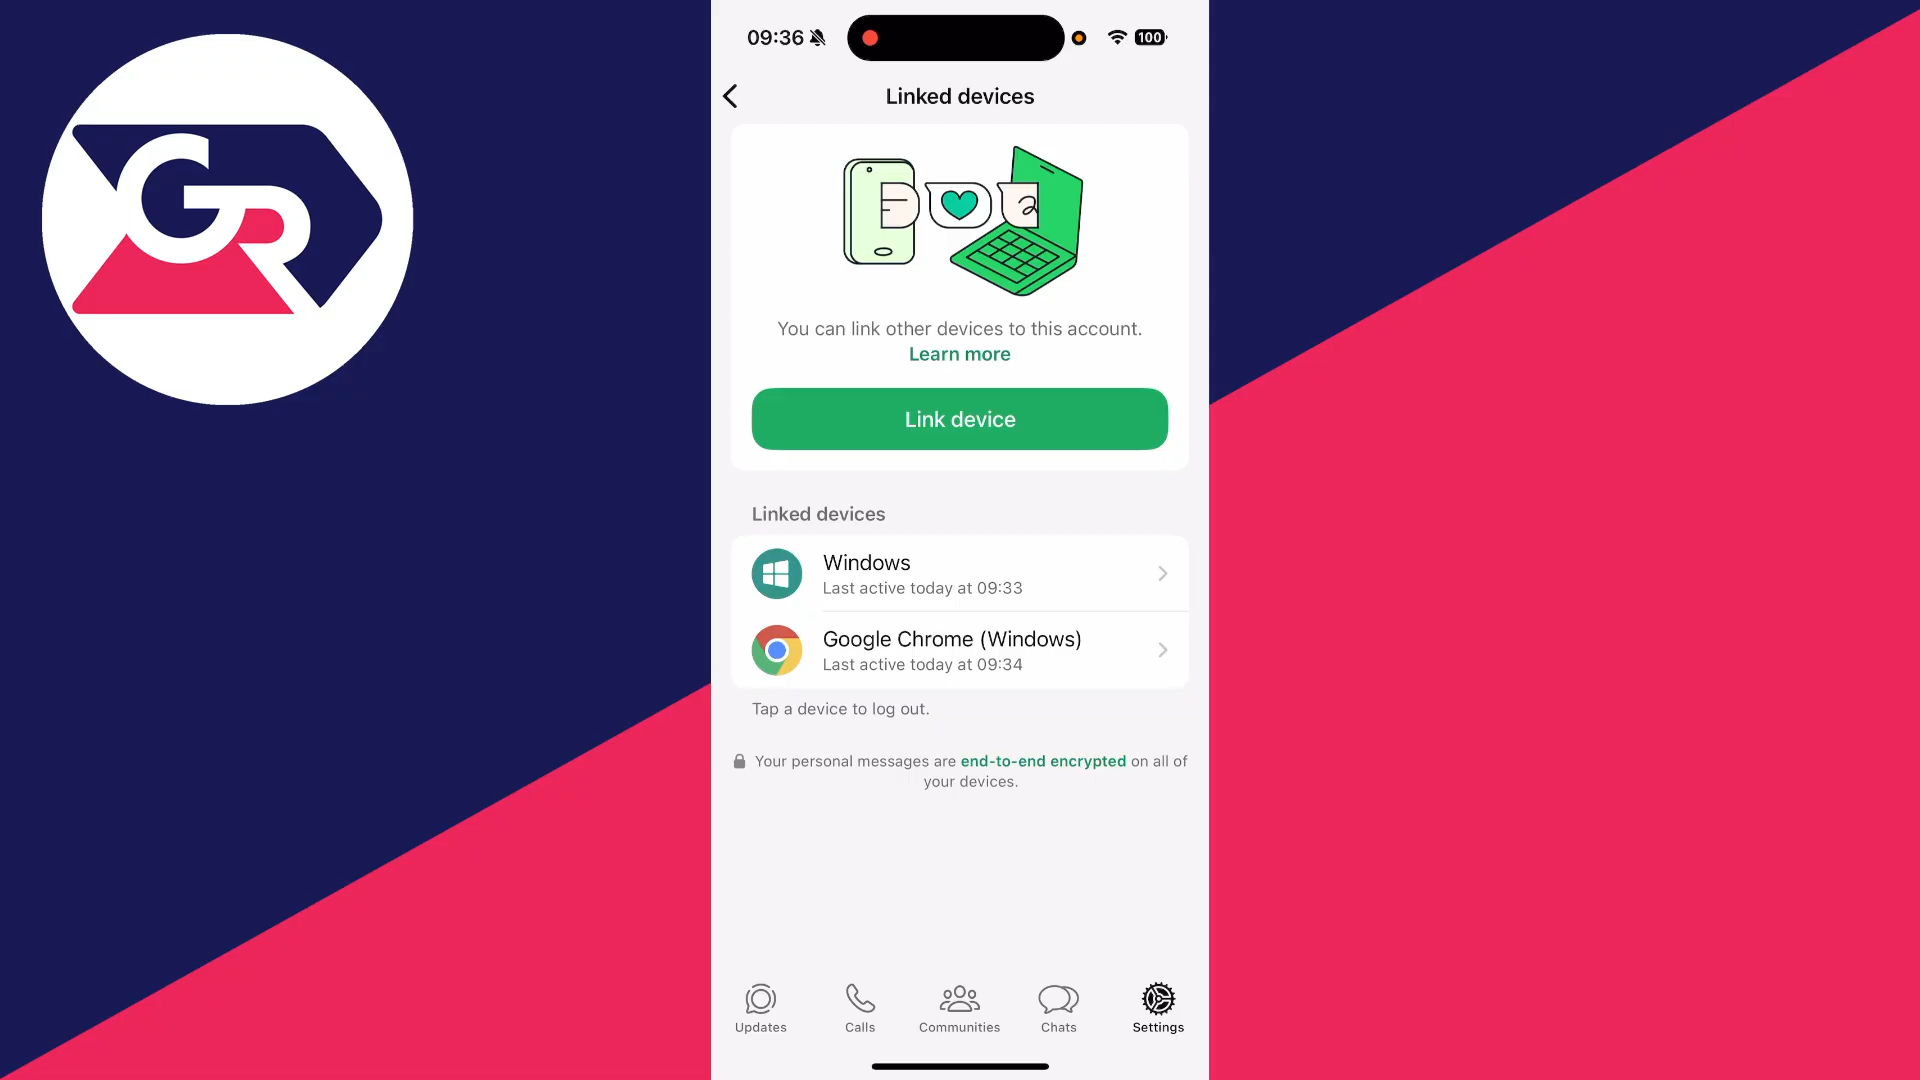 GR
09:36
100
Linked devices
You can link other devices to this account.
Learn more
Link device
Linked devices
Windows
Last active today at 09:33
Google Chrome (Windows)
Last active today at 09:34
Tap a device to log out.
Your personal messages are end-to-end encrypted on all of
your devices.
Updates
Calls
Communities
Chats
Settings